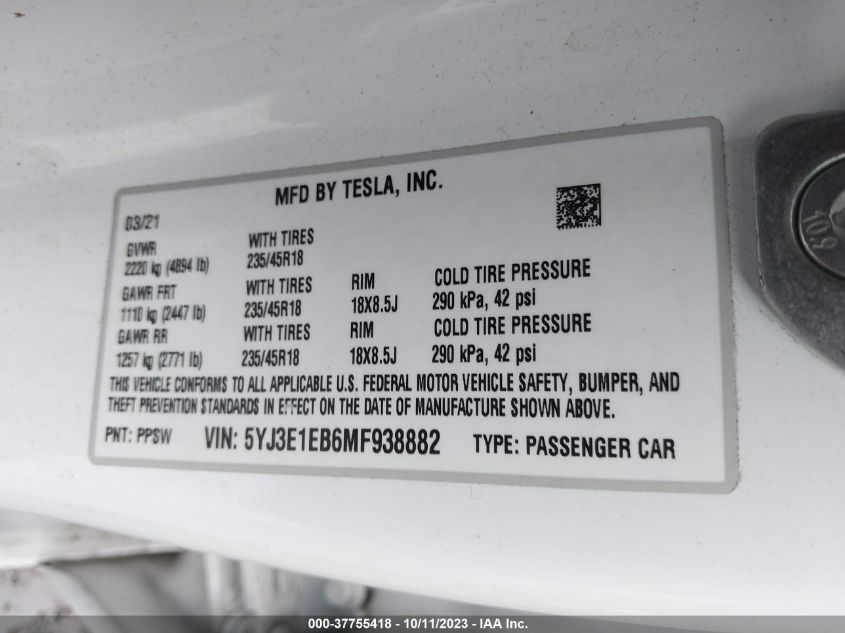 MFD BY TESLA, INC.
03/21
GVWR
2220 kg (4894 lb)
WITH TIRES
235/45R18
GAWR FRT
1110 kg (2447 lb)
WITH TIRES
235/45R18
RIM
18X8.5J
COLD TIRE PRESSURE
290 kPa, 42 psi
GAWR RR
1257 kg (2771 lb)
WITH TIRES
235/45R18
RIM
18X8.5J
COLD TIRE PRESSURE
290 kPa, 42 psi
THIS VEHICLE CONFORMS TO ALL APPLICABLE U.S. FEDERAL MOTOR VEHICLE SAFETY, BUMPER, AND
THEFT PREVENTION STANDARDS IN EFFECT ON THE DATE OF MANUFACTURE SHOWN ABOVE.
PNT: PPSW VIN: 5YJ3E1EB6MF938882 TYPE: PASSENGER CAR
10.9
000-37755418 - 10/11/2023 - IAA Inc.